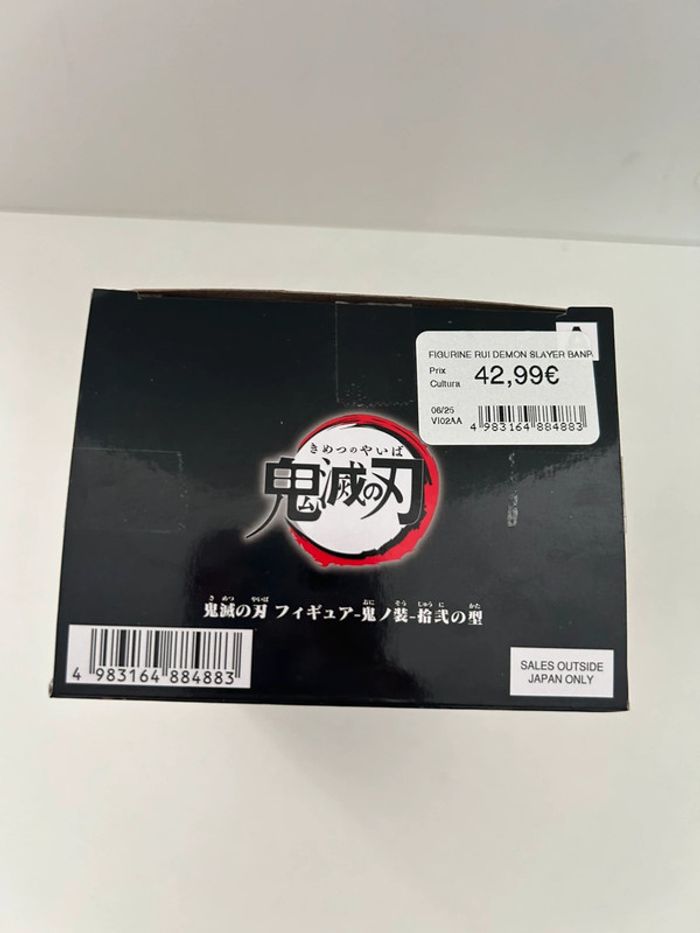 FIGURINE RUI DEMON SLAYER BANPR
Prix
Cultura
42,99€
06/25
VI02AA
4 983164 884883
きめつのやいば
鬼滅の刃
きめつ やいば おに そう じゅう に かた
鬼滅の刃 フィギュア-鬼ノ装-拾弐の型
4 983164 884883
SALES OUTSIDE
JAPAN ONLY